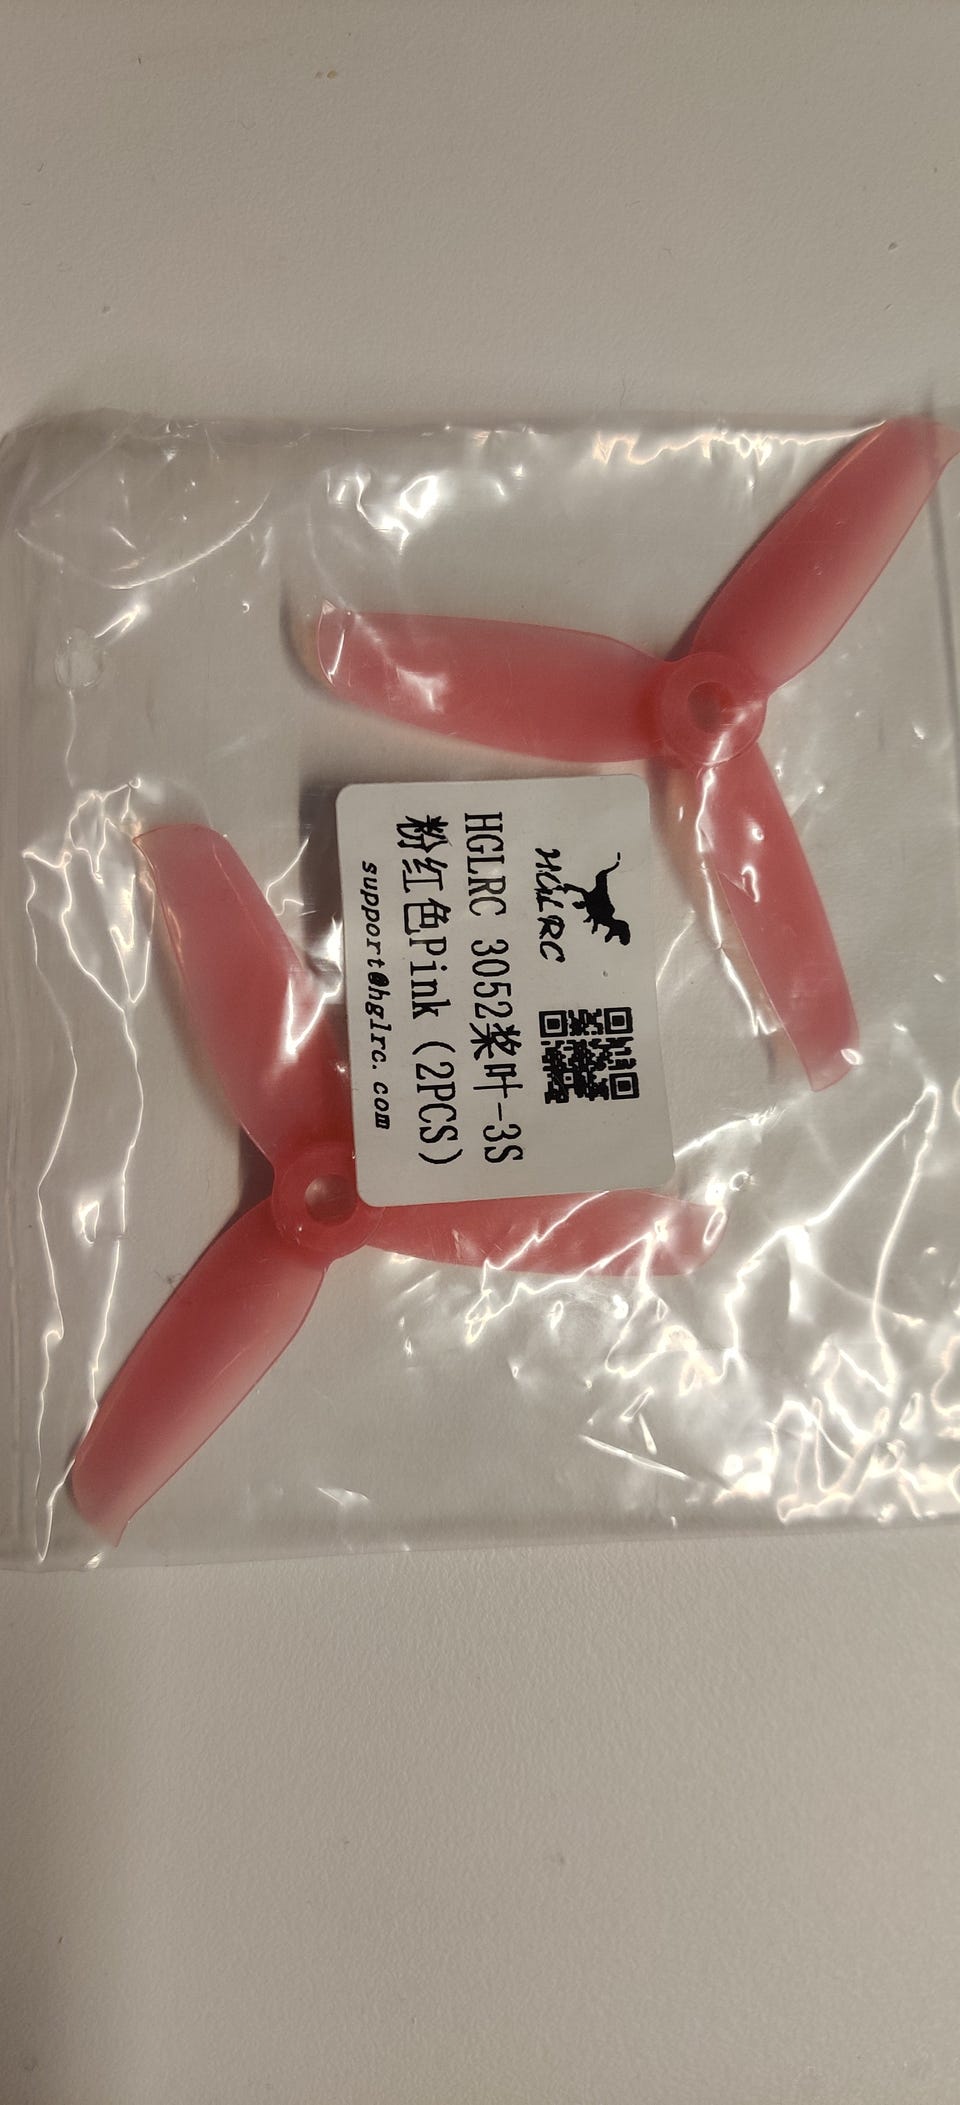 HGLRC
HGLRC 3052桨叶-3S
粉红色Pink (2PCS)
support@hglrc.com